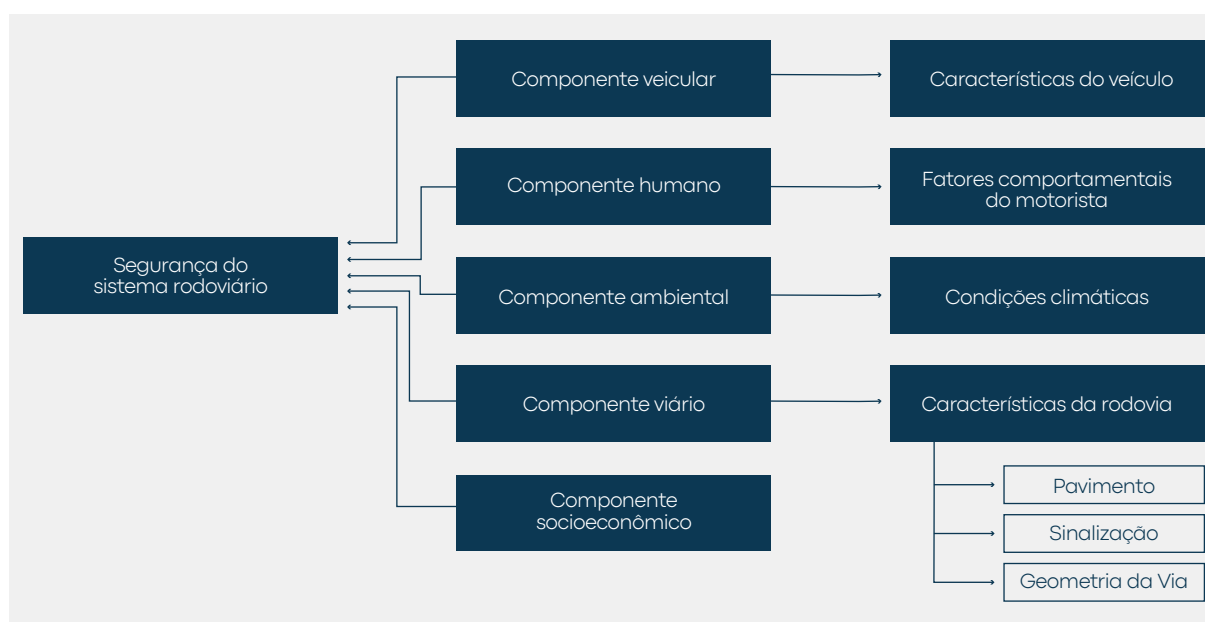 Segurança do
sistema rodoviário
Componente veicular
Características do veículo
Componente humano
Fatores comportamentais
do motorista
Componente ambiental
Condições climáticas
Componente viário
Características da rodovia
Pavimento
Sinalização
Geometria da Via
Componente
socioeconômico